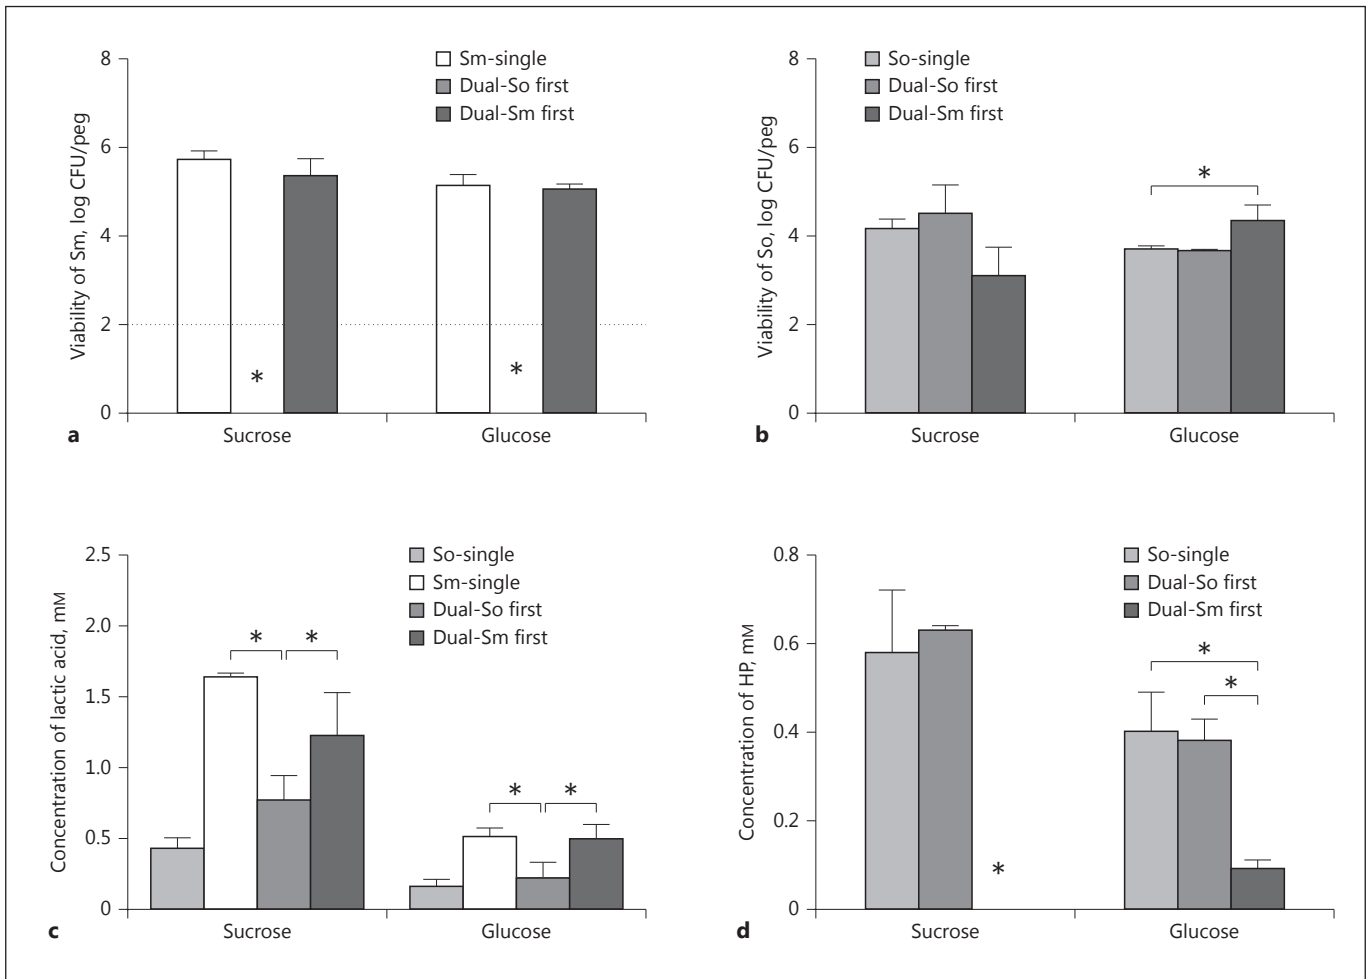 Viability of Sm, log CFU/peg
8
6
4
2
0
Sm-single
Dual-So first
Dual-Sm first
*
*
Sucrose
Glucose
a
Viability of So, log CFU/peg
8
6
4
2
0
So-single
Dual-So first
Dual-Sm first
*
Sucrose
Glucose
b
Concentration of lactic acid, mM
2.5
2.0
1.5
1.0
0.5
0
So-single
Sm-single
Dual-So first
Dual-Sm first
* *
* *
Sucrose
Glucose
c
Concentration of HP, mM
0.8
0.6
0.4
0.2
0
So-single
Dual-So first
Dual-Sm first
*
*
*
Sucrose
Glucose
d